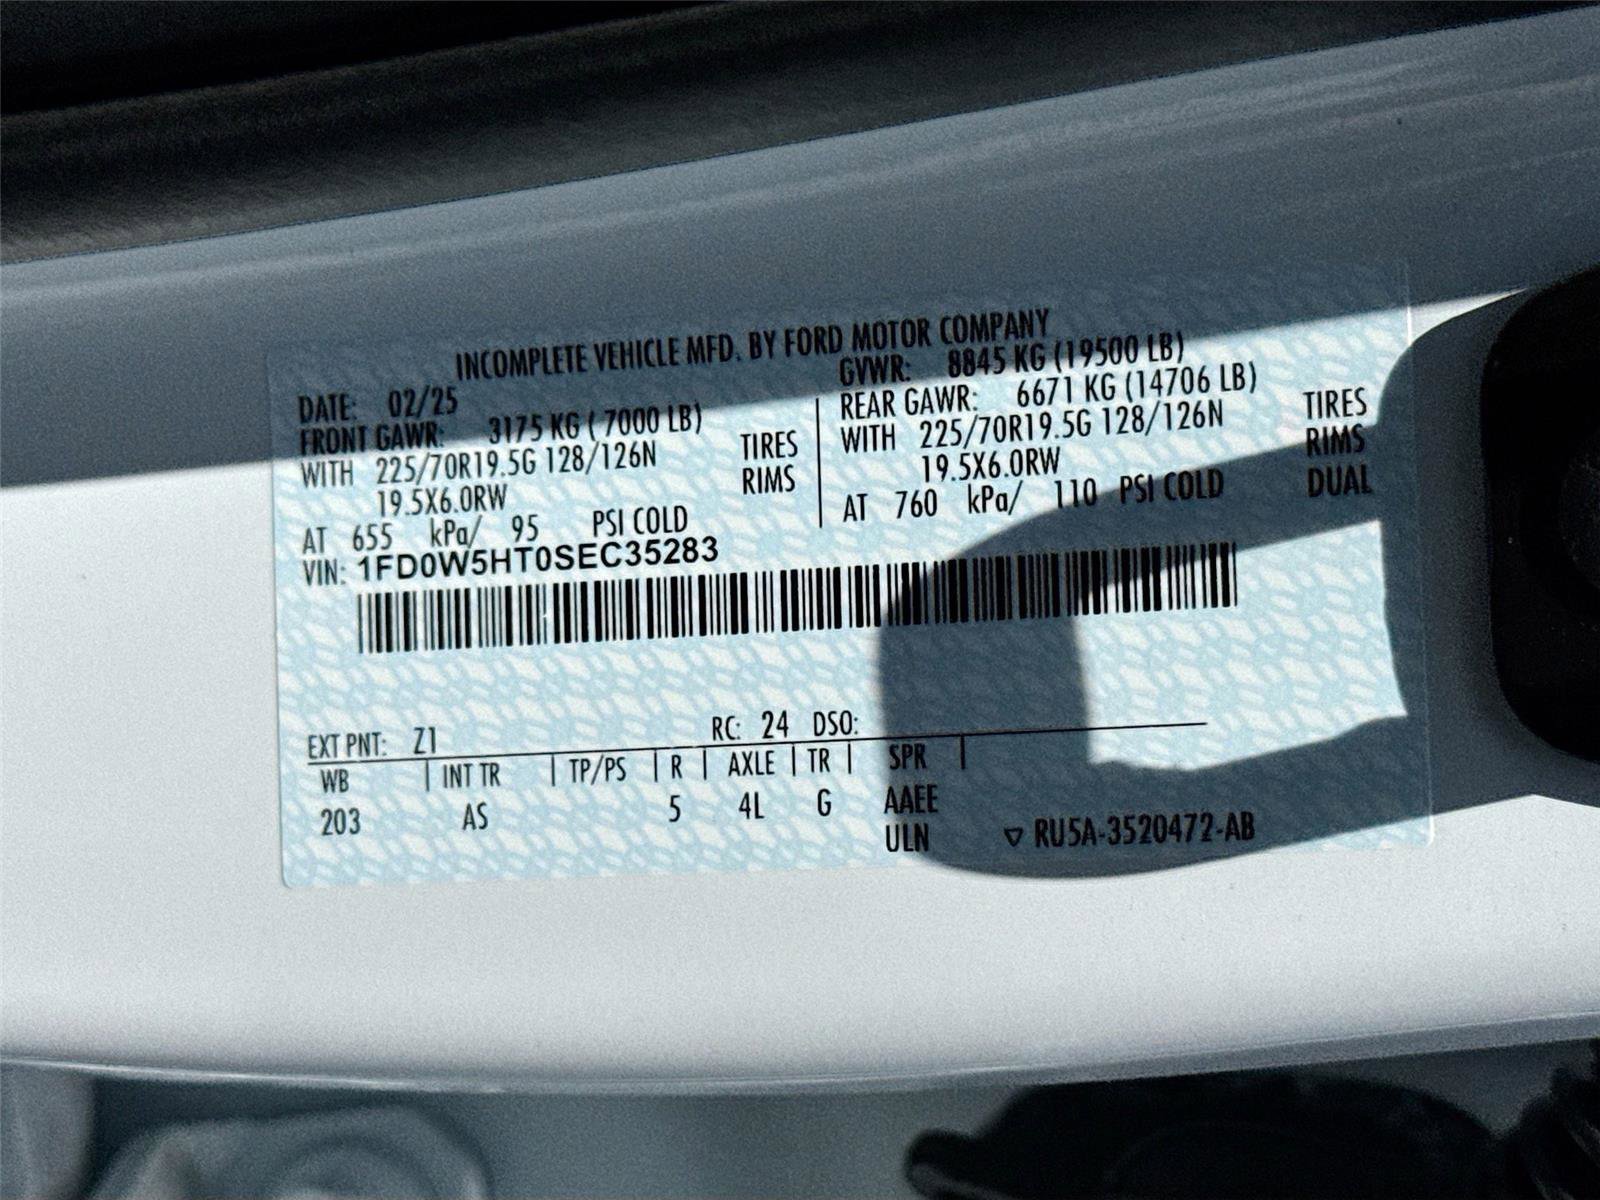 INCOMPLETE VEHICLE MFD. BY FORD MOTOR COMPANY
DATE: 02/25
GVWR: 8845 KG (19500 LB)
FRONT GAWR: 3175 KG ( 7000 LB)
WITH 225/70R19.5G 128/126N TIRES
19.5X6.0RW RIMS
AT 655 kPa/ 95 PSI COLD
REAR GAWR: 6671 KG (14706 LB)
WITH 225/70R19.5G 128/126N TIRES
19.5X6.0RW RIMS
AT 760 kPa/ 110 PSI COLD DUAL
VIN: 1FD0W5HT0SEC35283
EXT PNT: Z1 RC: 24 DSO:
WB | INT TR | TP/PS | R | AXLE | TR | SPR |
203 AS 5 4L G AAEE
ULN ▽ RU5A-3520472-AB